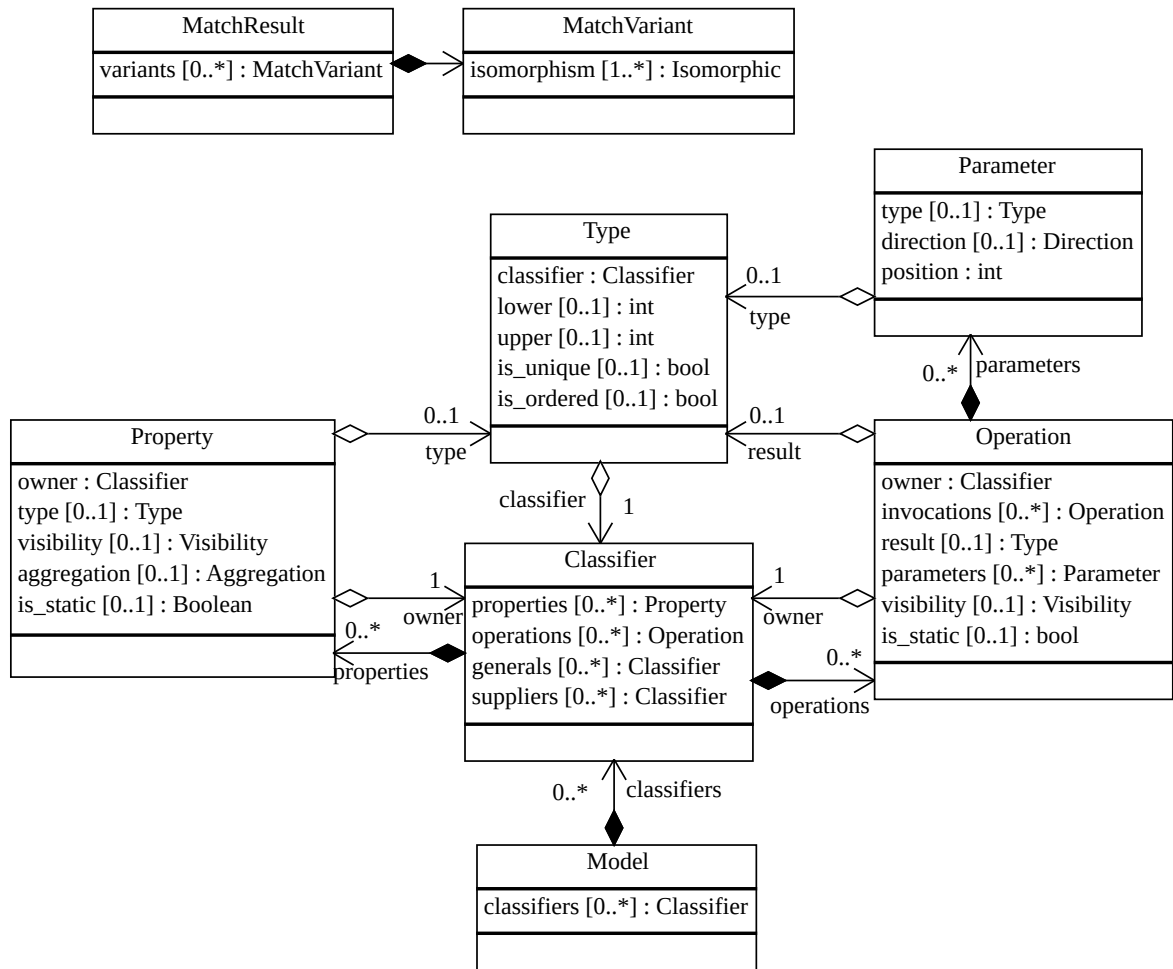 MatchResult
variants [0..*] : MatchVariant
MatchVariant
isomorphism [1..*] : Isomorphic
Parameter
type [0..1] : Type
direction [0..1] : Direction
position : int
Type
classifier : Classifier
lower [0..1] : int
upper [0..1] : int
is_unique [0..1] : bool
is_ordered [0..1] : bool
0..1
type
0..*
parameters
Property
owner : Classifier
type [0..1] : Type
visibility [0..1] : Visibility
aggregation [0..1] : Aggregation
is_static [0..1] : Boolean
0..1
type
0..1
result
Operation
owner : Classifier
invocations [0..*] : Operation
result [0..1] : Type
parameters [0..*] : Parameter
visibility [0..1] : Visibility
is_static [0..1] : bool
classifier
1
Classifier
properties [0..*] : Property
operations [0..*] : Operation
generals [0..*] : Classifier
suppliers [0..*] : Classifier
1
owner
0..*
properties
1
owner
0..*
operations
0..*
classifiers
Model
classifiers [0..*] : Classifier